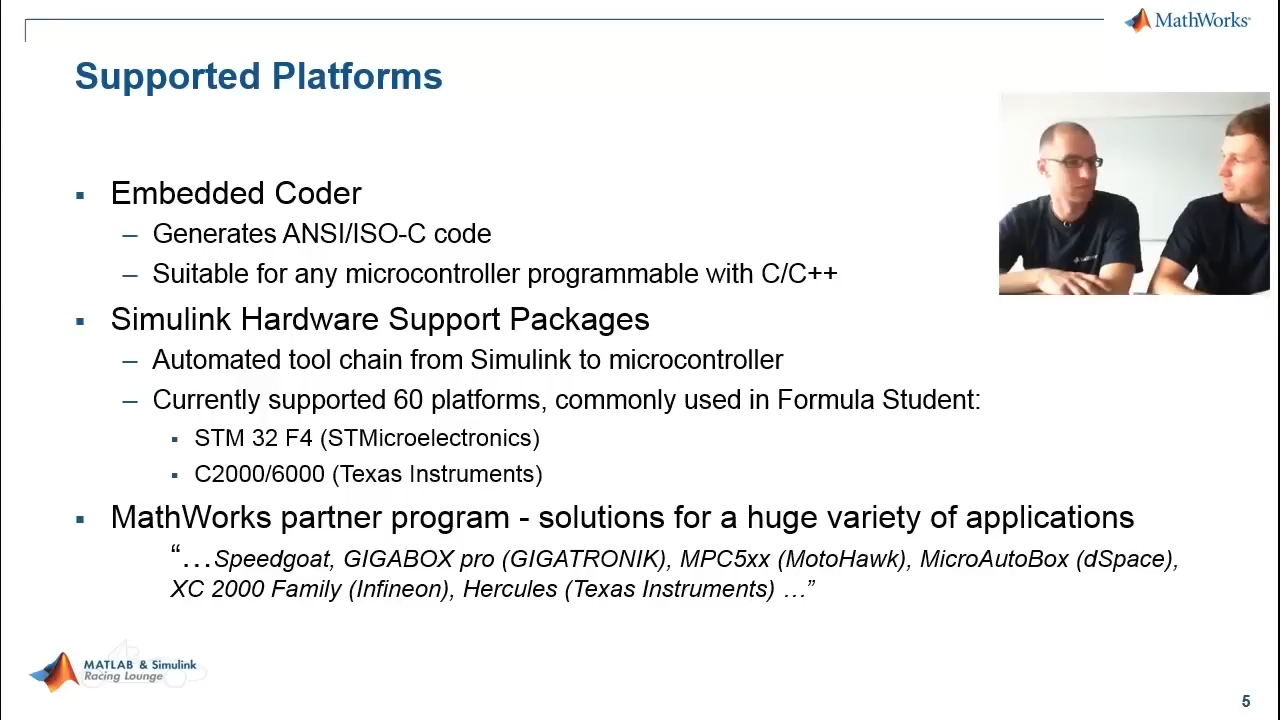 MathWorks
Supported Platforms
▪ Embedded Coder
– Generates ANSI/ISO-C code
– Suitable for any microcontroller programmable with C/C++
▪ Simulink Hardware Support Packages
– Automated tool chain from Simulink to microcontroller
– Currently supported 60 platforms, commonly used in Formula Student:
▪ STM 32 F4 (STMicroelectronics)
▪ C2000/6000 (Texas Instruments)
▪ MathWorks partner program - solutions for a huge variety of applications
“…Speedgoat, GIGABOX pro (GIGATRONIK), MPC5xx (MotoHawk), MicroAutoBox (dSpace),
XC 2000 Family (Infineon), Hercules (Texas Instruments) …”
MATLAB & Simulink
Racing Lounge
5